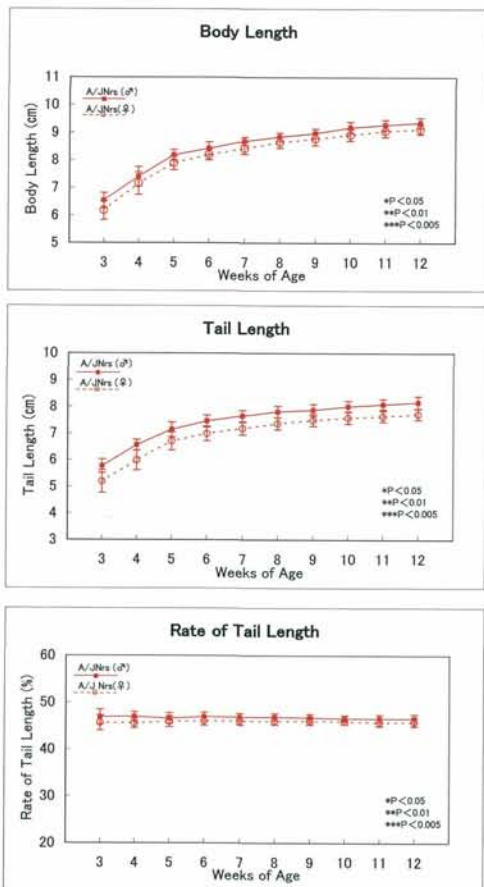 Body Length
A/JNrs(♂)
A/JNrs(♀)
Body Length (cm)
11
10
9
8
7
6
5
*P<0.05
**P<0.01
***P<0.005
3 4 5 6 7 8 9 10 11 12
Weeks of Age
Tail Length
A/JNrs(♂)
A/JNrs(♀)
Tail Length (cm)
10
9
8
7
6
5
4
3
*P<0.05
**P<0.01
***P<0.005
3 4 5 6 7 8 9 10 11 12
Weeks of Age
Rate of Tail Length
A/JNrs(♂)
A/J Nrs(♀)
Rate of Tail Length (%)
60
50
40
30
20
*P<0.05
**P<0.01
***P<0.005
3 4 5 6 7 8 9 10 11 12
Weeks of Age